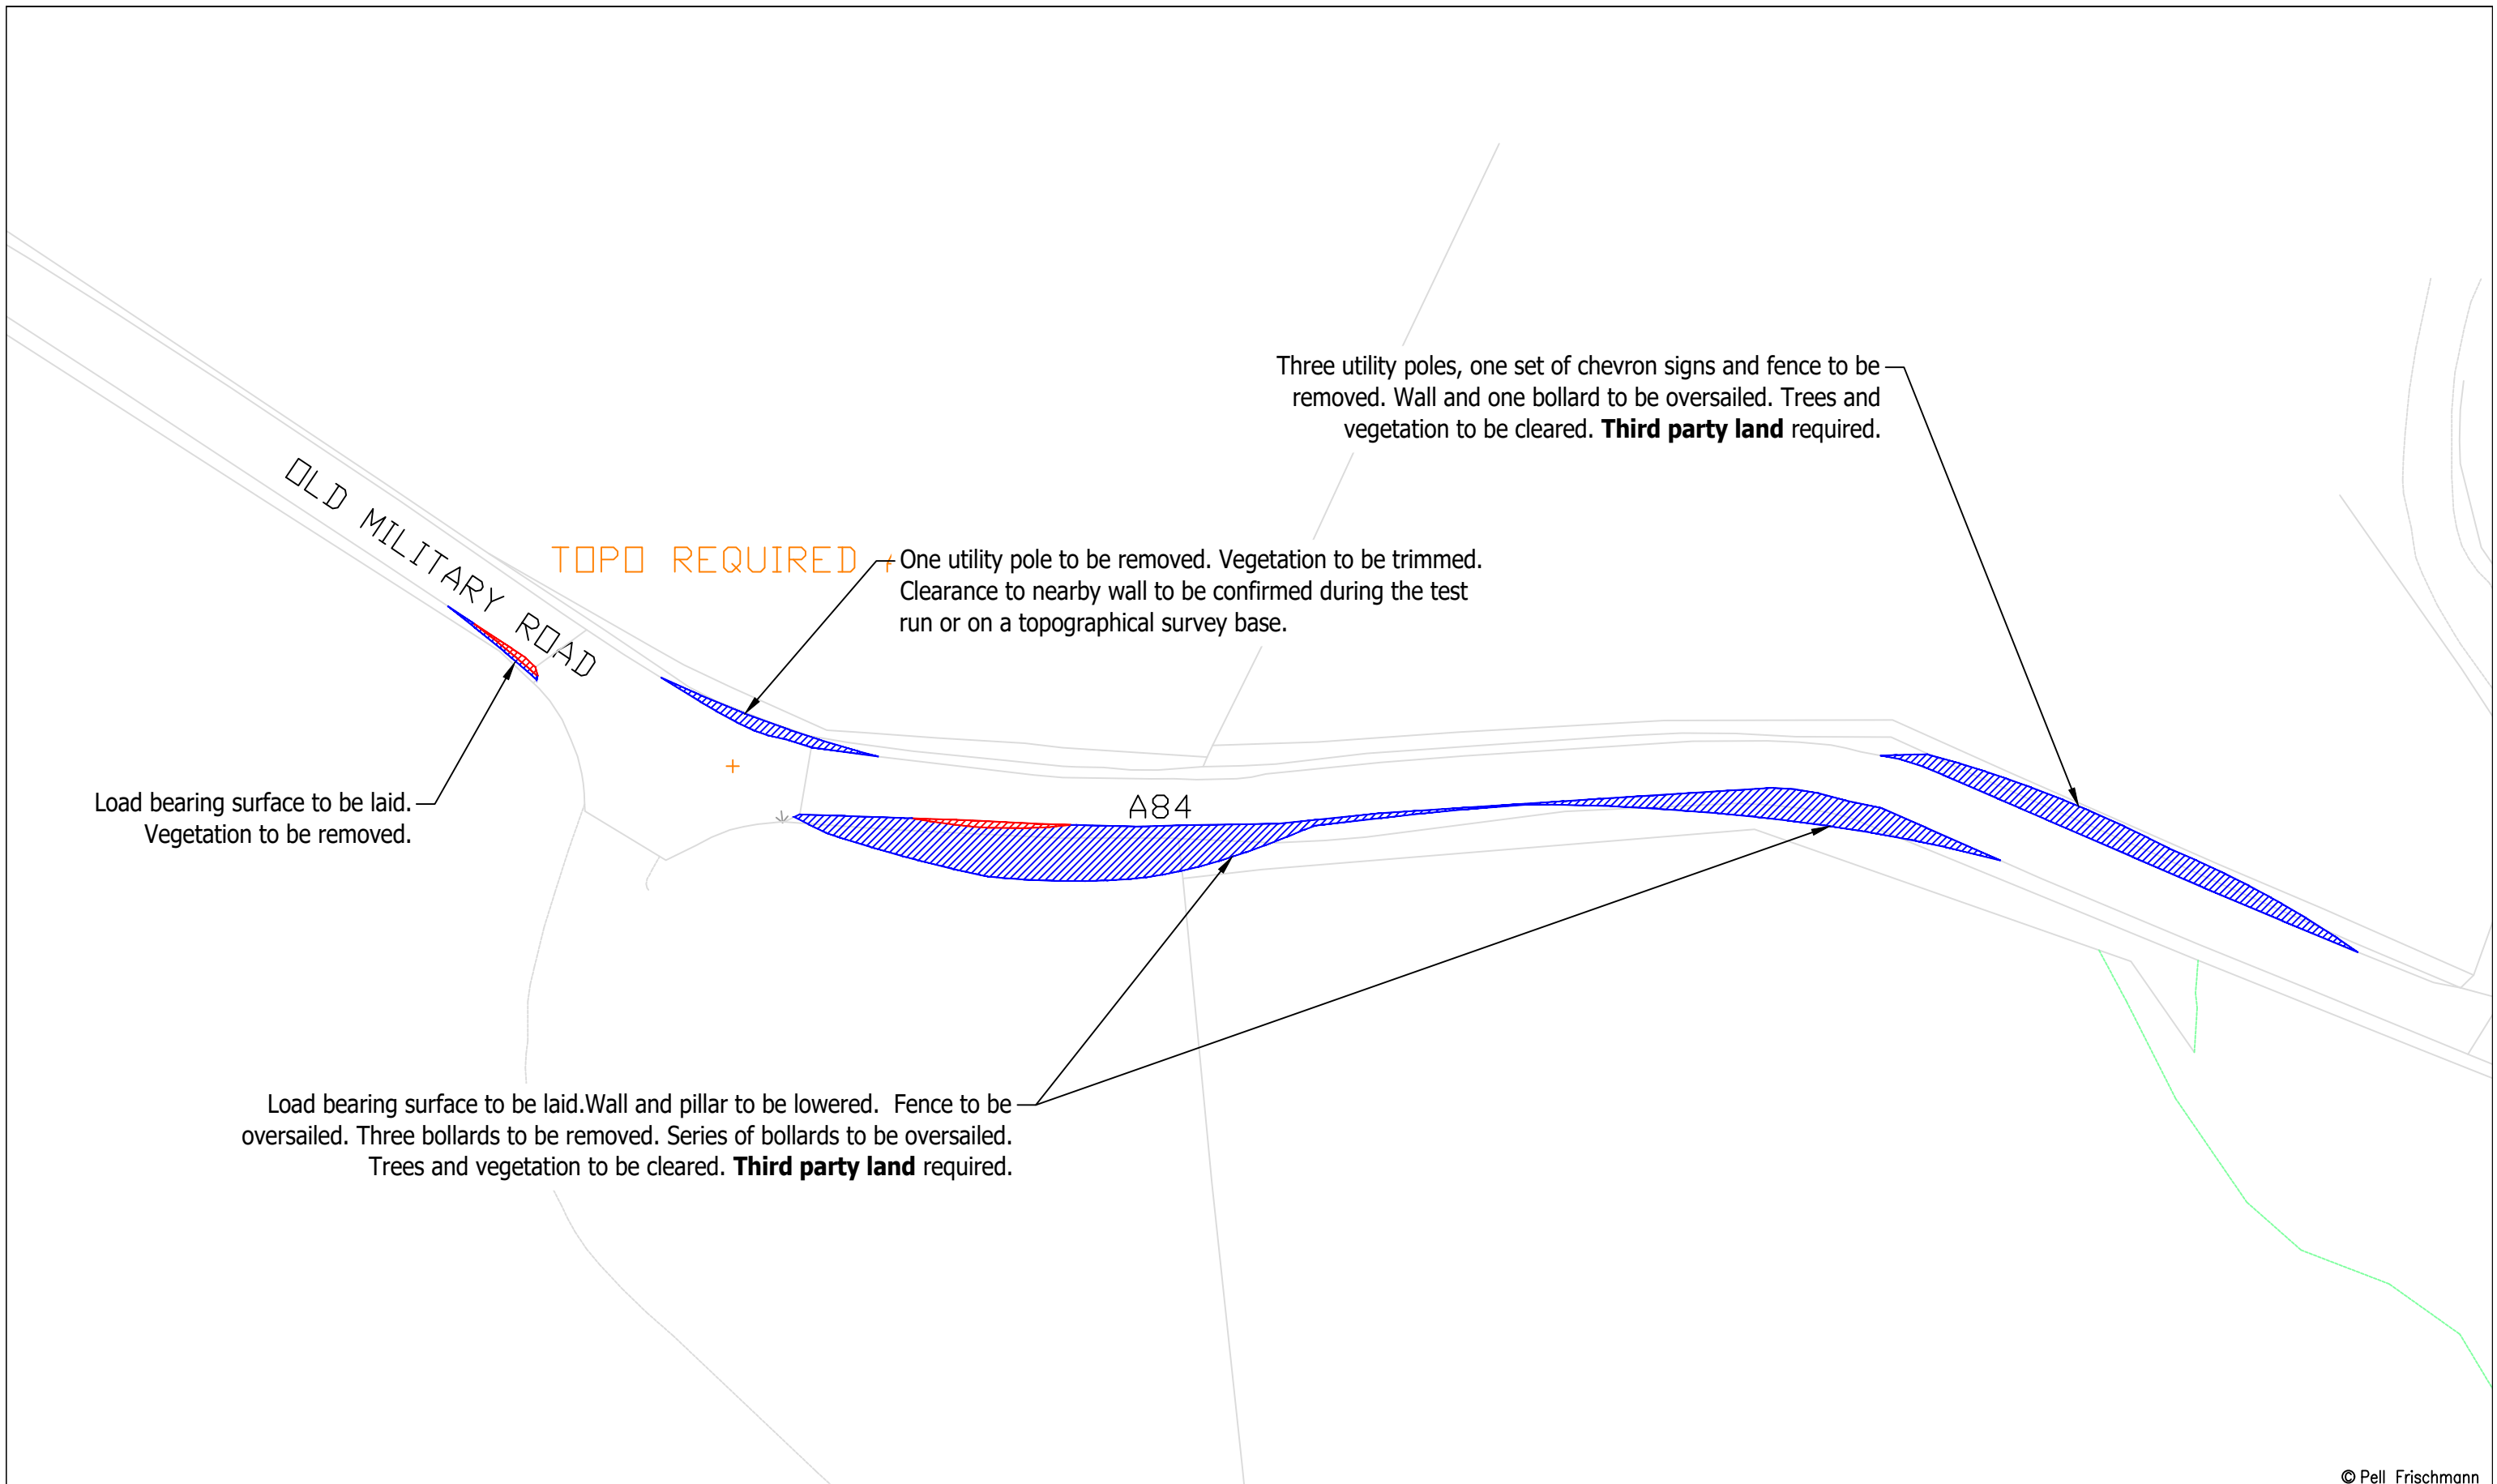 Three utility poles, one set of chevron signs and fence to be
removed. Wall and one bollard to be oversailed. Trees and
vegetation to be cleared. Third party land required.
OLD MILITARY ROAD
TOPO REQUIRED
One utility pole to be removed. Vegetation to be trimmed.
Clearance to nearby wall to be confirmed during the test
run or on a topographical survey base.
Load bearing surface to be laid.
Vegetation to be removed.
A84
Load bearing surface to be laid.Wall and pillar to be lowered.  Fence to be
oversailed. Three bollards to be removed. Series of bollards to be oversailed.
Trees and vegetation to be cleared. Third party land required.
© Pell Frischmann